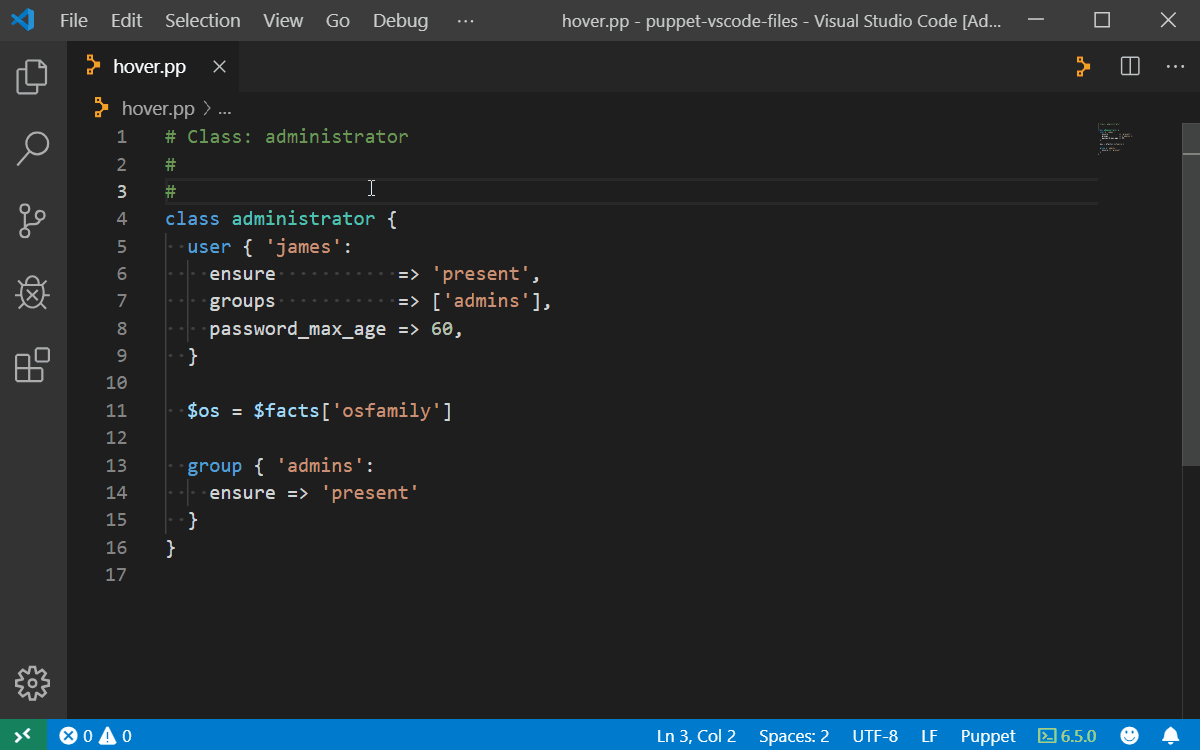 File Edit Selection View Go Debug ··· hover.pp - puppet-vscode-files - Visual Studio Code [Ad...
hover.pp
hover.pp > ...
1 # Class: administrator
2 #
3 #
4 class administrator {
5 user { 'james':
6 ensure => 'present',
7 groups => ['admins'],
8 password_max_age => 60,
9 }
10
11 $os = $facts['osfamily']
12
13 group { 'admins':
14 ensure => 'present'
15 }
16 }
17
0 0 Ln 3, Col 2 Spaces: 2 UTF-8 LF Puppet 6.5.0